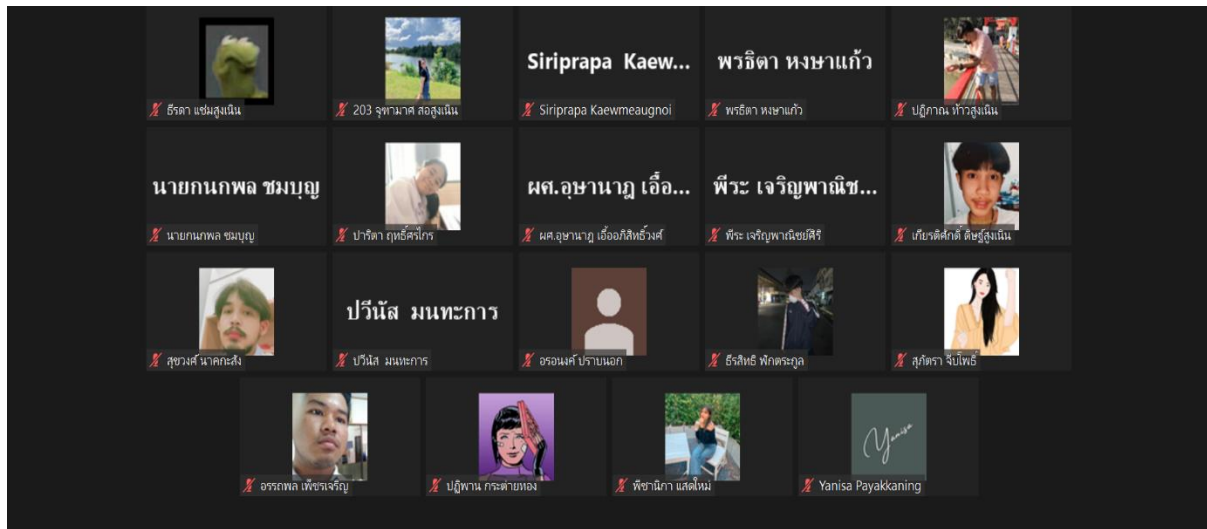 ธีรตา แซ่มสูงเนิน
203 จุฑามาศ สอสูงเนิน
Siriprapa Kaew...
Siriprapa Kaewmeaugnoi
พรธิตา หงษาแก้ว
พรธิตา หงษาแก้ว
ปฏิภาณ ท้าวสูงเนิน
นายกนกพล ชมบุญ
นายกนกพล ชมบุญ
ปาริตา ฤทธิ์ศรไกร
ผศ.อุษานาฎ เอื้อ...
ผศ.อุษานาฎ เอื้ออภิสิทธิ์วงศ์
พีระ เจริญพาณิช...
พีระ เจริญพาณิชย์ศิริ
เกียรติศักดิ์ ดิษฐ์สูงเนิน
สุขวงศ์ นาคกะสัง
ปวีนัส มนทะการ
ปวีนัส มนทะการ
อรอนงค์ ปราบนอก
ธีรสิทธิ พักตระกูล
สุภัตรา จีบโพธิ์
อรรถพล เพ็ชรเจริญ
ปฏิพาน กระต่ายทอง
พิชานิกา แสดใหม่
Yanisa
Yanisa Payakkaning